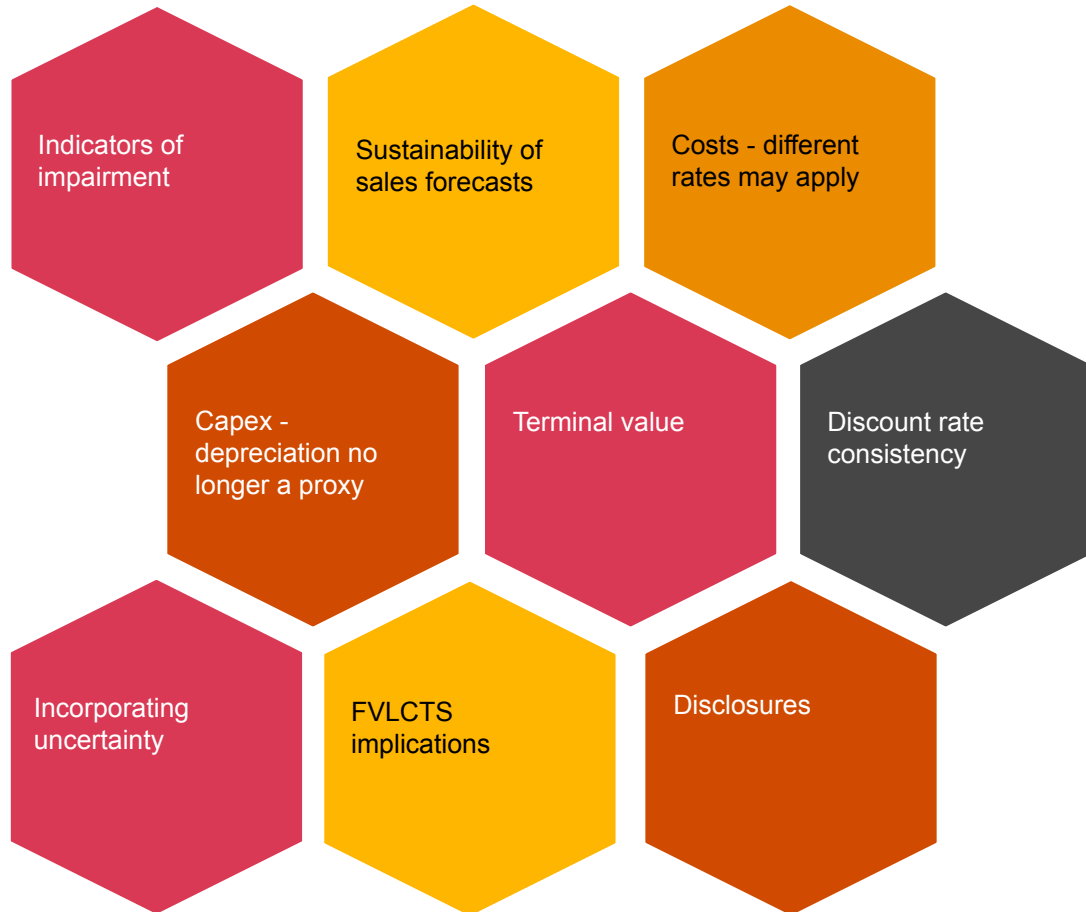 Indicators of
impairment
Sustainability of
sales forecasts
Costs - different
rates may apply
Capex -
depreciation no
longer a proxy
Terminal value
Discount rate
consistency
Incorporating
uncertainty
FVLCTS
implications
Disclosures